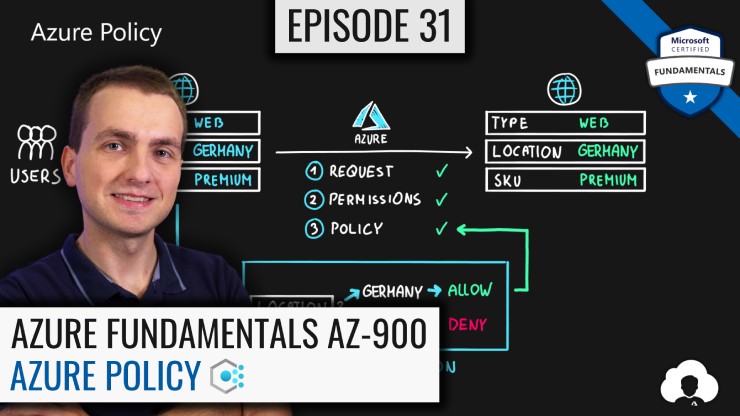 Azure Policy
EPISODE 31
Microsoft
CERTIFIED
FUNDAMENTALS
USERS
WEB
GERMANY
PREMIUM
AZURE
1 REQUEST ✓
2 PERMISSIONS ✓
3 POLICY ✓
TYPE WEB
LOCATION GERMANY
SKU PREMIUM
LOCATION ? GERMANY → ALLOW
DENY
AZURE FUNDAMENTALS AZ-900
AZURE POLICY